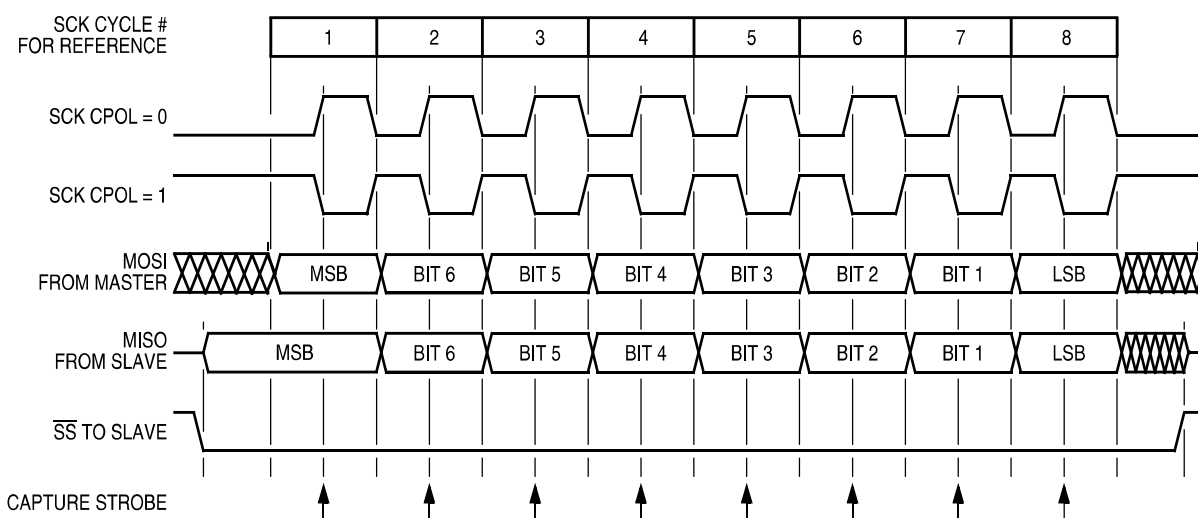 SCK CYCLE #
FOR REFERENCE
1 2 3 4 5 6 7 8
SCK CPOL = 0
SCK CPOL = 1
MOSI
FROM MASTER
MSB BIT 6 BIT 5 BIT 4 BIT 3 BIT 2 BIT 1 LSB
MISO
FROM SLAVE
MSB BIT 6 BIT 5 BIT 4 BIT 3 BIT 2 BIT 1 LSB
SS TO SLAVE
CAPTURE STROBE